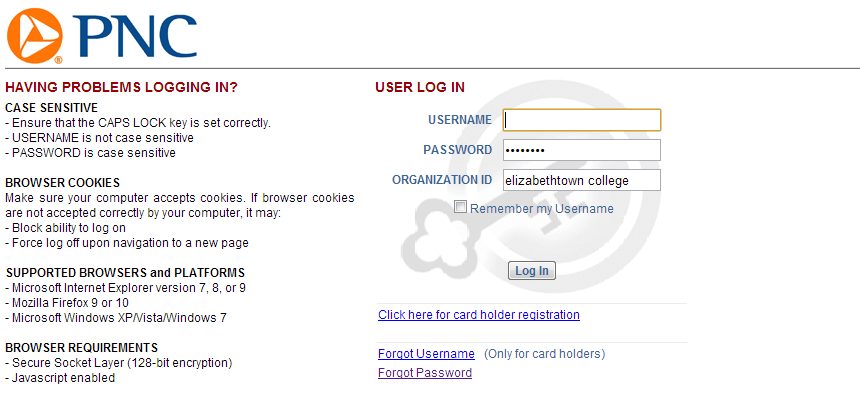 PNC
HAVING PROBLEMS LOGGING IN?
CASE SENSITIVE
- Ensure that the CAPS LOCK key is set correctly.
- USERNAME is not case sensitive
- PASSWORD is case sensitive
BROWSER COOKIES
Make sure your computer accepts cookies. If browser cookies
are not accepted correctly by your computer, it may:
- Block ability to log on
- Force log off upon navigation to a new page
SUPPORTED BROWSERS and PLATFORMS
- Microsoft Internet Explorer version 7, 8, or 9
- Mozilla Firefox 9 or 10
- Microsoft Windows XP/Vista/Windows 7
BROWSER REQUIREMENTS
- Secure Socket Layer (128-bit encryption)
- Javascript enabled
USER LOG IN
USERNAME
PASSWORD ••••••••
ORGANIZATION ID elizabethtown college
Remember my Username
Log In
Click here for card holder registration
Forgot Username (Only for card holders)
Forgot Password